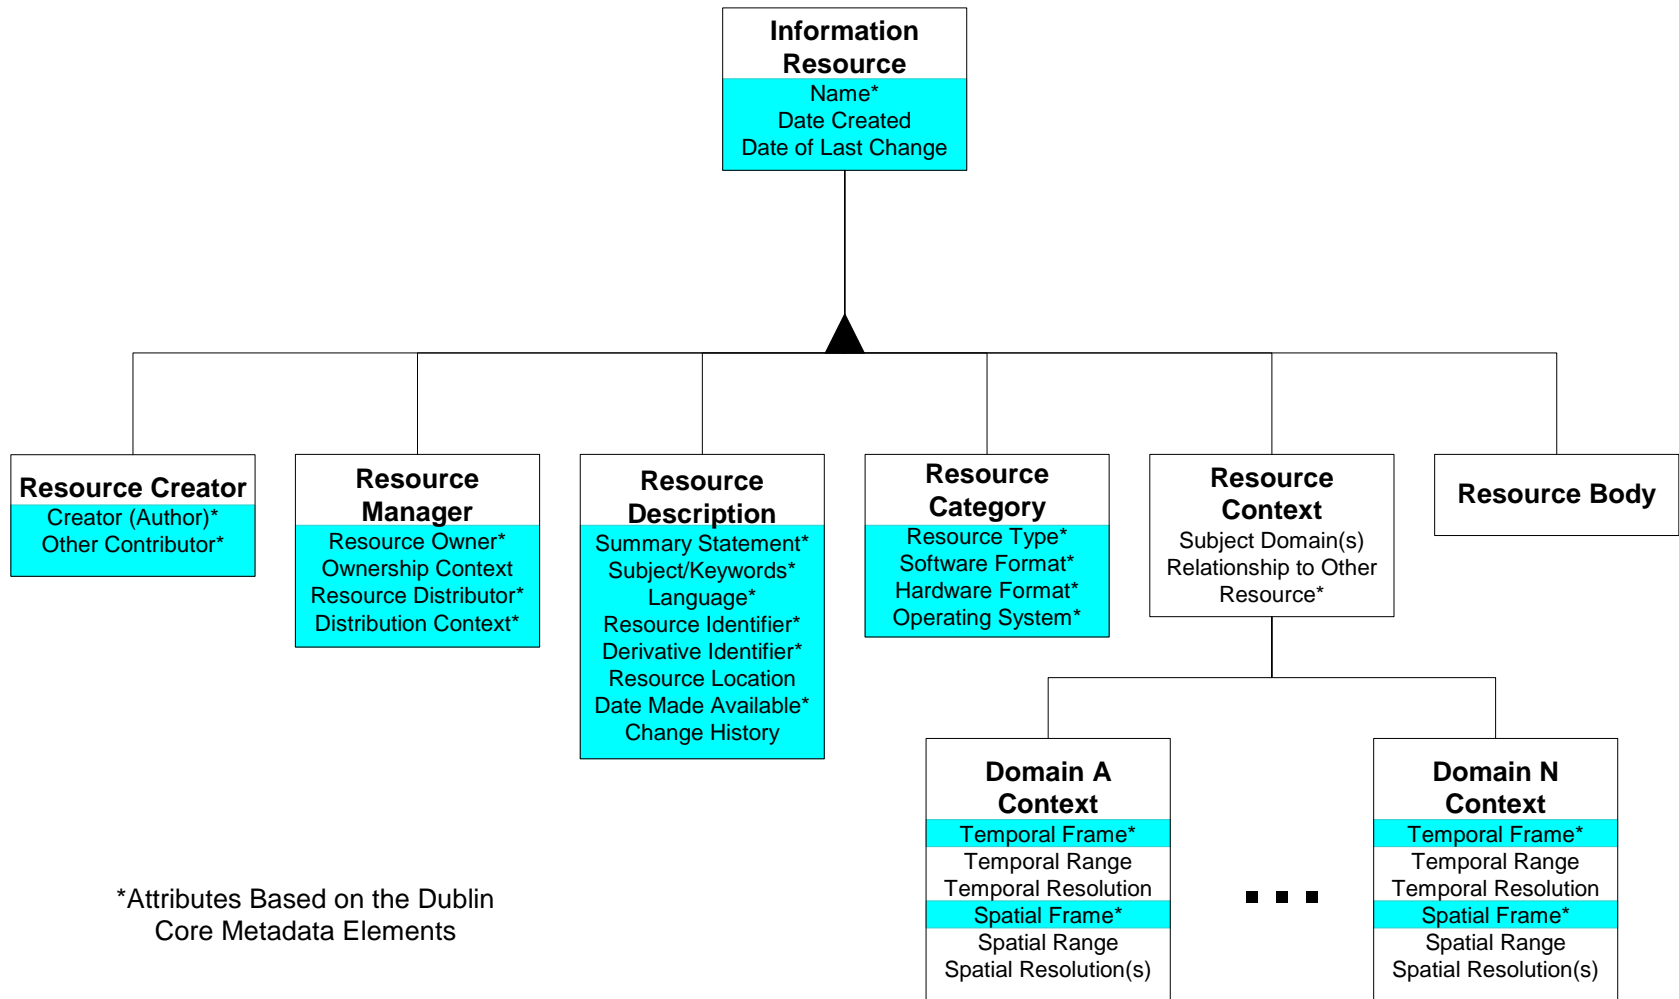 Information
Resource
Name*
Date Created
Date of Last Change
Resource Creator
Creator (Author)*
Other Contributor*
Resource
Manager
Resource Owner*
Ownership Context
Resource Distributor*
Distribution Context*
Resource
Description
Summary Statement*
Subject/Keywords*
Language*
Resource Identifier*
Derivative Identifier*
Resource Location
Date Made Available*
Change History
Resource
Category
Resource Type*
Software Format*
Hardware Format*
Operating System*
Resource
Context
Subject Domain(s)
Relationship to Other
Resource*
Resource Body
Domain A
Context
Temporal Frame*
Temporal Range
Temporal Resolution
Spatial Frame*
Spatial Range
Spatial Resolution(s)
Domain N
Context
Temporal Frame*
Temporal Range
Temporal Resolution
Spatial Frame*
Spatial Range
Spatial Resolution(s)
*Attributes Based on the Dublin
Core Metadata Elements